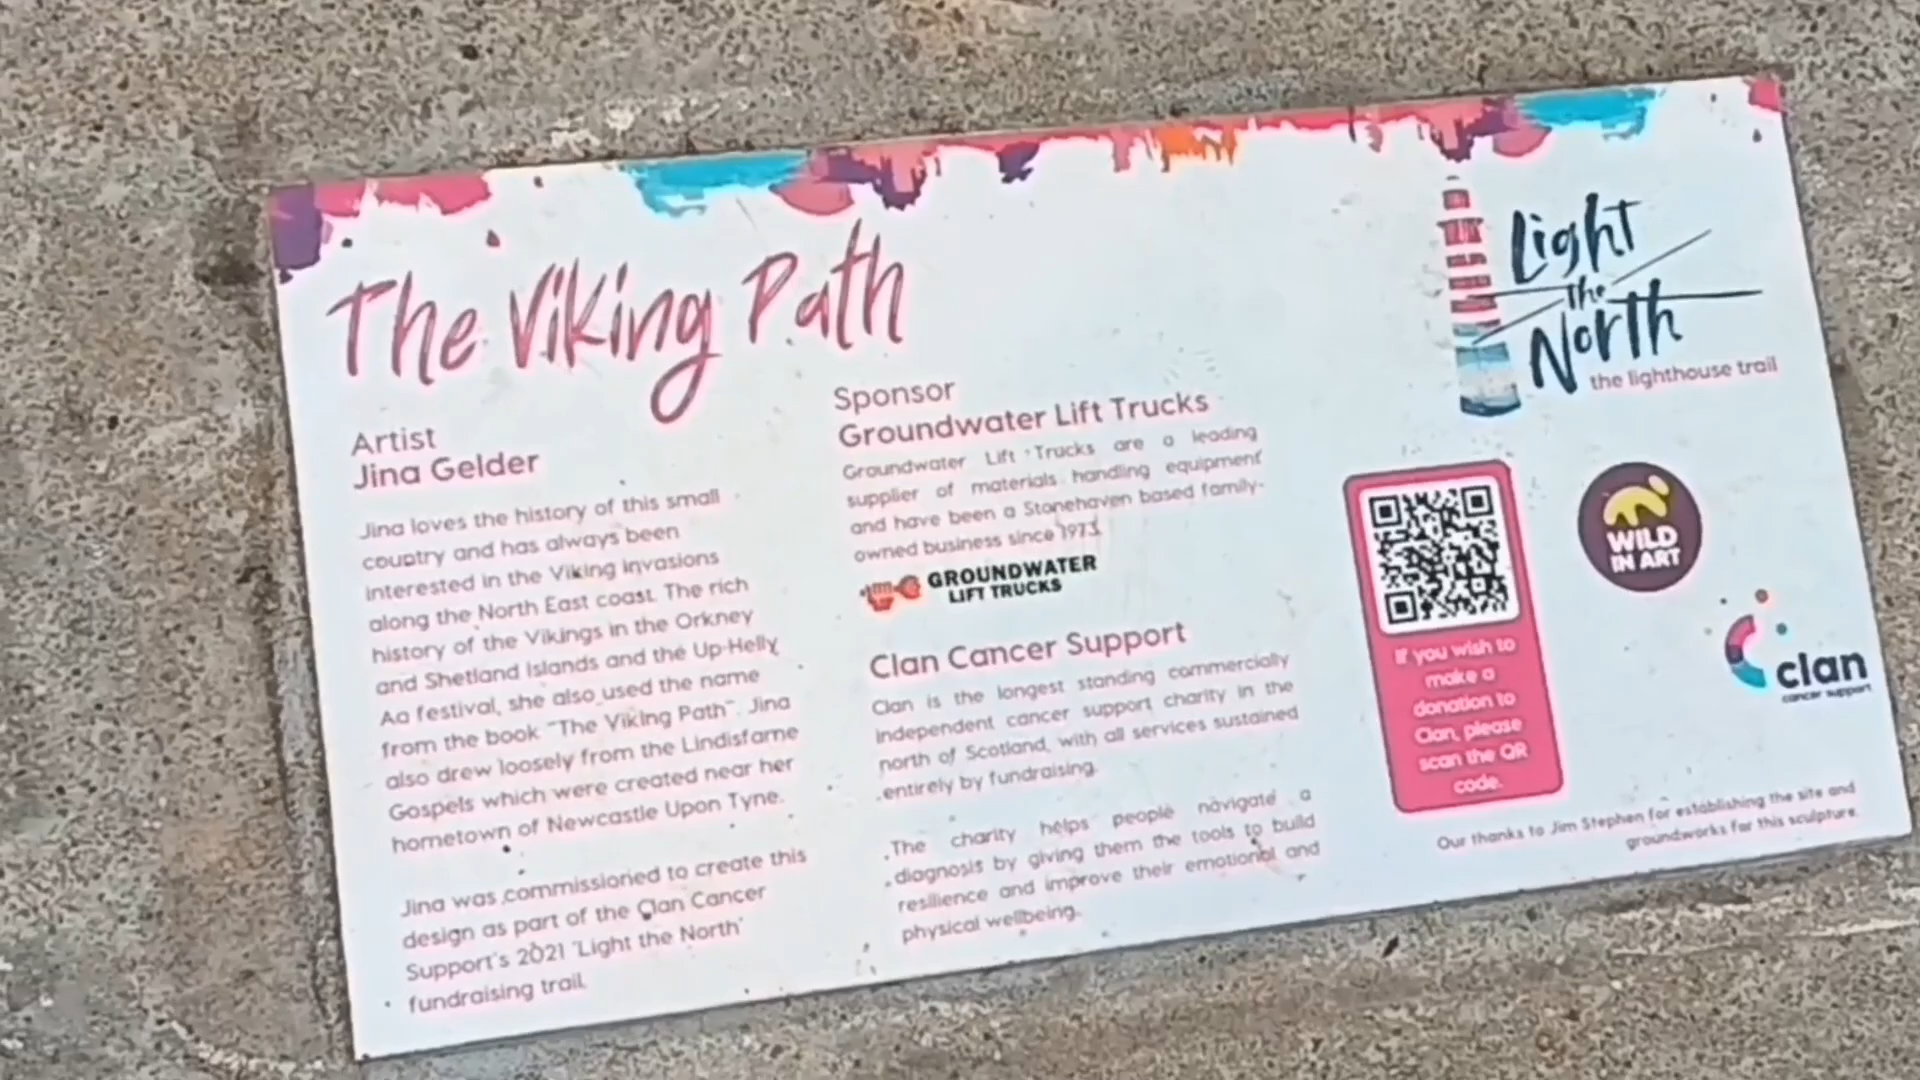 The Viking Path
Artist
Jina Gelder
Jina loves the history of this small
country and has always been
interested in the Viking invasions
along the North East coast. The rich
history of the Vikings in the Orkney
and Shetland Islands and the Up-Helly
Aa festival, she also used the name
from the book "The Viking Path". Jina
also drew loosely from the Lindisfarne
Gospels which were created near her
hometown of Newcastle Upon Tyne.
Jina was commissioned to create this
design as part of the Clan Cancer
Support's 2021 'Light the North'
fundraising trail.
Sponsor
Groundwater Lift Trucks
Groundwater Lift Trucks are a leading
supplier of materials handling equipment
and have been a Stonehaven based family-
owned business since 1973.
GROUNDWATER
LIFT TRUCKS
Clan Cancer Support
Clan is the longest standing commercially
independent cancer support charity in the
north of Scotland, with all services sustained
entirely by fundraising.
The charity helps people navigate a
diagnosis by giving them the tools to build
resilience and improve their emotional and
physical wellbeing.
Light
the
North
the lighthouse trail
If you wish to
make a
donation to
Clan, please
scan the QR
code.
WILD
IN ART
clan
cancer support
Our thanks to Jim Stephen for establishing the site and
groundworks for this sculpture.